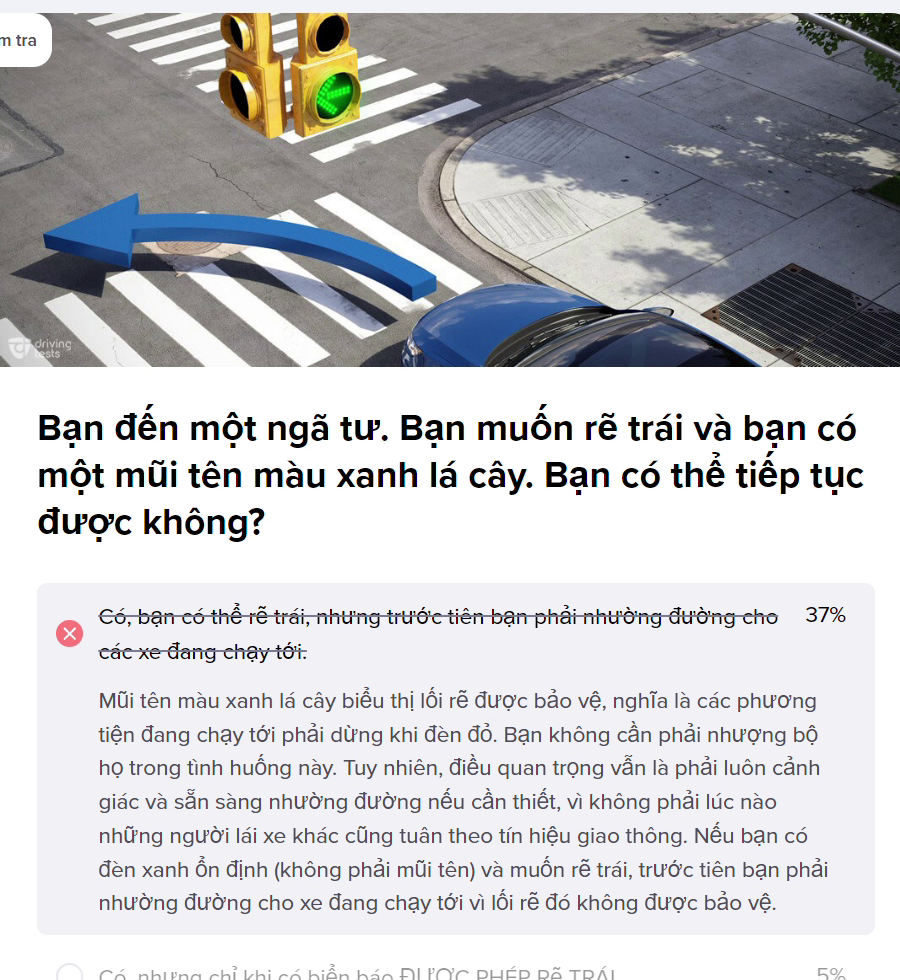 m tra
driving
tests
Bạn đến một ngã tư. Bạn muốn rẽ trái và bạn có
một mũi tên màu xanh lá cây. Bạn có thể tiếp tục
được không?
Có, bạn có thể rẽ trái, nhưng trước tiên bạn phải nhường đường cho 37%
các xe đang chạy tới.
Mũi tên màu xanh lá cây biểu thị lối rẽ được bảo vệ, nghĩa là các phương
tiện đang chạy tới phải dừng khi đèn đỏ. Bạn không cần phải nhượng bộ
họ trong tình huống này. Tuy nhiên, điều quan trọng vẫn là phải luôn cảnh
giác và sẵn sàng nhường đường nếu cần thiết, vì không phải lúc nào
những người lái xe khác cũng tuân theo tín hiệu giao thông. Nếu bạn có
đèn xanh ổn định (không phải mũi tên) và muốn rẽ trái, trước tiên bạn phải
nhường đường cho xe đang chạy tới vì lối rẽ đó không được bảo vệ.
Có, nhưng chỉ khi có biển báo ĐƯỢC PHÉP Rẽ TRÁI. 5%